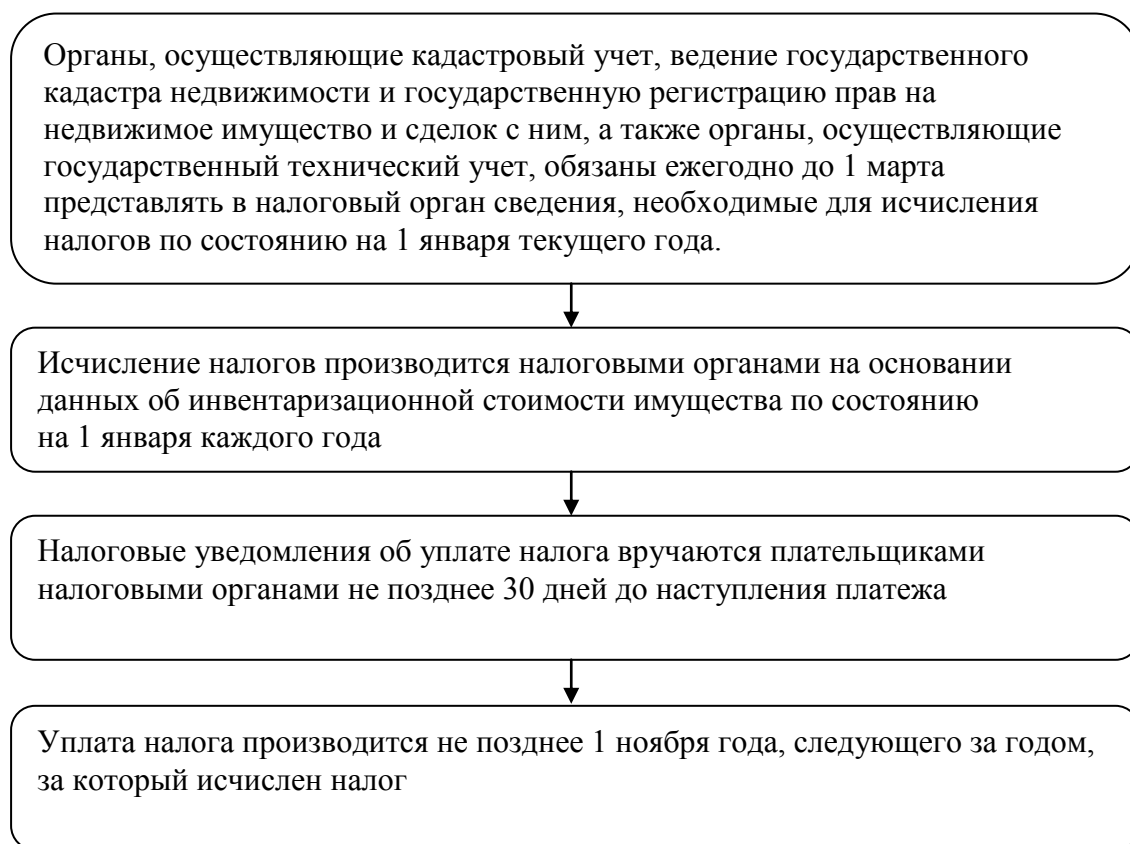 Органы, осуществляющие кадастровый учет, ведение государственного
кадастра недвижимости и государственную регистрацию прав на
недвижимое имущество и сделок с ним, а также органы, осуществляющие
государственный технический учет, обязаны ежегодно до 1 марта
представлять в налоговый орган сведения, необходимые для исчисления
налогов по состоянию на 1 января текущего года.
Исчисление налогов производится налоговыми органами на основании
данных об инвентаризационной стоимости имущества по состоянию
на 1 января каждого года
Налоговые уведомления об уплате налога вручаются плательщиками
налоговыми органами не позднее 30 дней до наступления платежа
Уплата налога производится не позднее 1 ноября года, следующего за годом,
за который исчислен налог